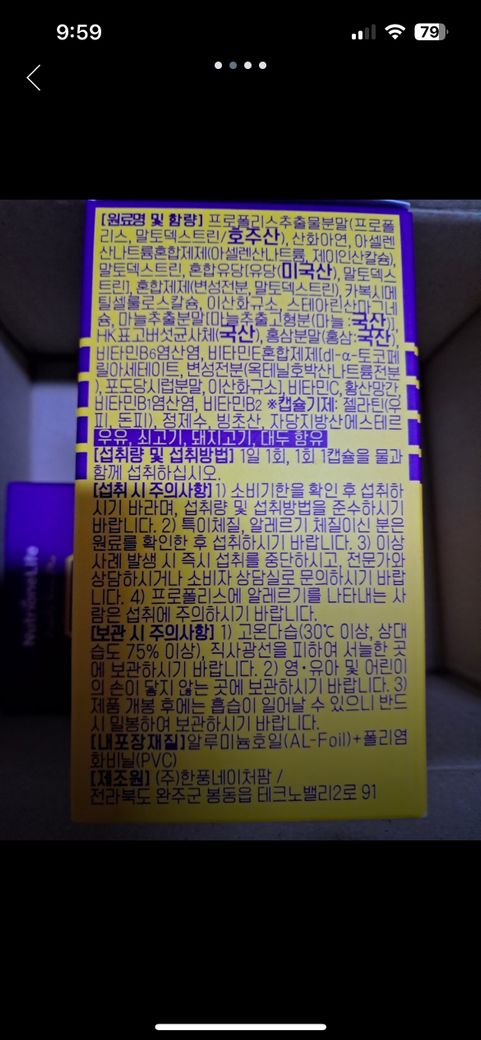 9:59
79
[원료명 및 함량] 프로폴리스추출물분말(프로폴
리스, 말토덱스트린/호주산), 산화아연, 아셀렌
산나트륨혼합제제(아셀렌산나트륨, 제이인산칼슘),
말토덱스트린, 혼합유당[유당(미국산), 말토덱스
트린], 혼합제제(변성전분, 말토덱스트린), 카복시메
틸셀룰로스칼슘, 이산화규소, 스테아린산마그네
슘, 마늘추출분말[마늘추출고형분(마늘:국산)],
HK표고버섯균사체(국산), 홍삼분말(홍삼:국산),
비타민B6염산염, 비타민E혼합제제[dl-α-토코페
릴아세테이트, 변성전분(옥테닐호박산나트륨전분
), 포도당시럽분말, 이산화규소], 비타민C, 황산망간,
비타민B1염산염, 비타민B2 ※캡슐기제: 젤라틴(우
피, 돈피), 정제수, 빙초산, 자당지방산에스테르
우유, 쇠고기, 돼지고기, 대두 함유
[섭취량 및 섭취방법] 1일 1회, 1회 1캡슐을 물과
함께 섭취하십시오.
[섭취 시 주의사항] 1) 소비기한을 확인 후 섭취하
시기 바라며, 섭취량 및 섭취방법을 준수하시기
바랍니다. 2) 특이체질, 알레르기 체질이신 분은
원료를 확인한 후 섭취하시기 바랍니다. 3) 이상
사례 발생 시 즉시 섭취를 중단하시고, 전문가와
상담하시거나 소비자 상담실로 문의하시기 바랍
니다. 4) 프로폴리스에 알레르기를 나타내는 사
람은 섭취에 주의하시기 바랍니다.
[보관 시 주의사항] 1) 고온다습(30℃ 이상, 상대
습도 75% 이상), 직사광선을 피하여 서늘한 곳
에 보관하시기 바랍니다. 2) 영·유아 및 어린이
의 손이 닿지 않는 곳에 보관하시기 바랍니다. 3)
제품 개봉 후에는 흡습이 일어날 수 있으니 반드
시 밀봉하여 보관하시기 바랍니다.
[내포장재질] 알루미늄호일(AL-Foil)+폴리염
화비닐(PVC)
[제조원] (주)한풍네이처팜 /
전라북도 완주군 봉동읍 테크노밸리2로 91
NutrioneLife